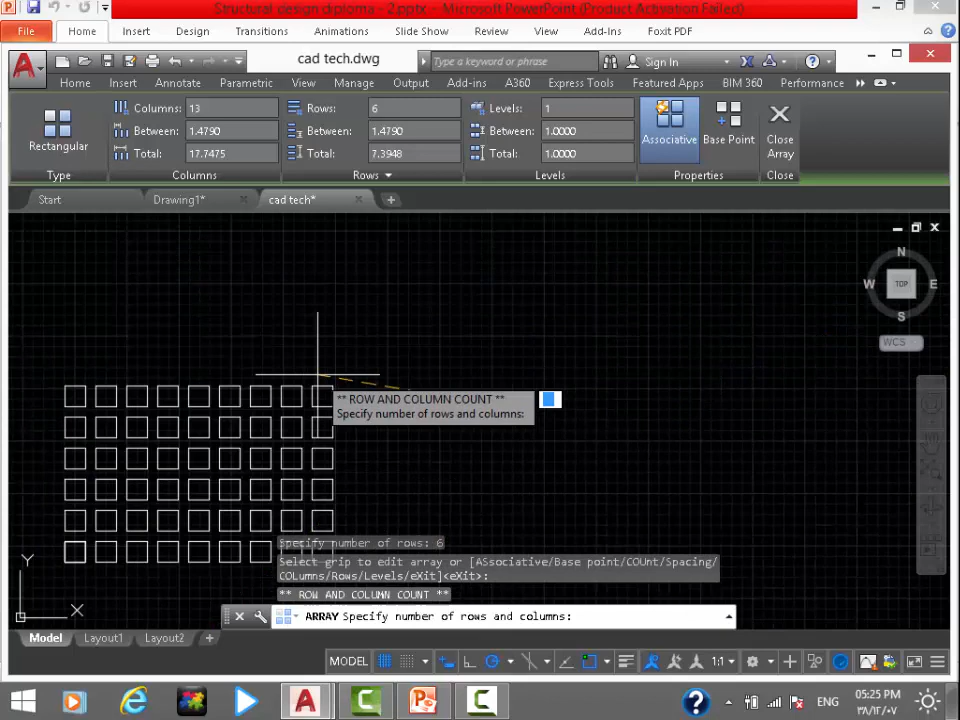 Structural design diploma - 2.pptx - Microsoft PowerPoint (Product Activation Failed)
File Home Insert Design Transitions Animations Slide Show Review View Add-Ins Foxit PDF
cad tech.dwg Type a keyword or phrase Sign In
Home Insert Annotate Parametric View Manage Output Add-ins A360 Express Tools Featured Apps BIM 360 Performance
Columns: 13 Rows: 6 Levels: 1
Between: 1.4790 Between: 1.4790 Between: 1.0000
Rectangular Associative Base Point Close Array
Total: 17.7475 Total: 7.3948 Total: 1.0000
Type Columns Rows Levels Properties Close
Start Drawing1* cad tech*
N
W TOP E
S
WCS
** ROW AND COLUMN COUNT **
Specify number of rows and columns:
Specify number of rows: 6
Select grip to edit array or [ASsociative/Base point/COUnt/Spacing/
COLumns/Rows/Levels/eXit]<eXit>:
** ROW AND COLUMN COUNT **
Y
X
ARRAY Specify number of rows and columns:
Model Layout1 Layout2
MODEL 1:1
ENG 05:25 PM
٣٨/١٢/٠٧